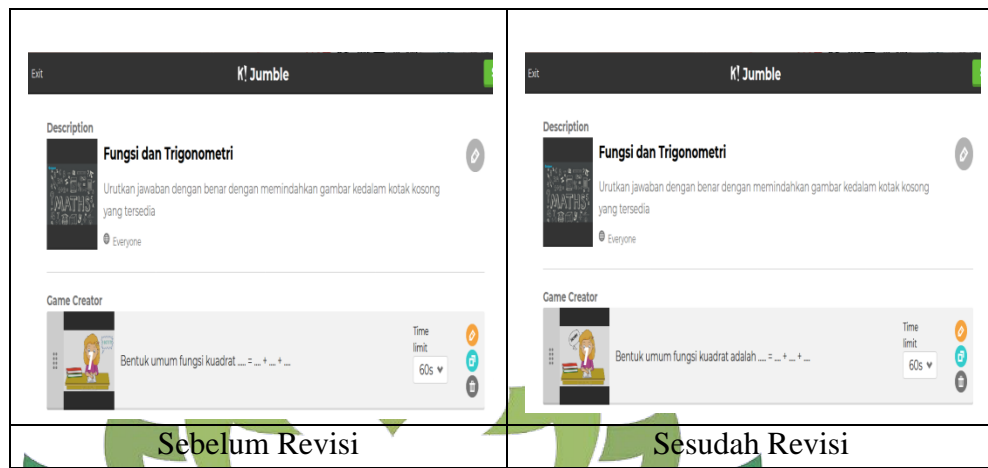 Exit
K! Jumble
Description
Fungsi dan Trigonometri
Urutkan jawaban dengan benar dengan memindahkan gambar kedalam kotak kosong
yang tersedia
MATHS
Everyone
Game Creator
Bentuk umum fungsi kuadrat .... = .... + ... + ...
Time
limit
60s
Sebelum Revisi
Exit
K! Jumble
Description
Fungsi dan Trigonometri
Urutkan jawaban dengan benar dengan memindahkan gambar kedalam kotak kosong
yang tersedia
MATHS
Everyone
Game Creator
Bentuk umum fungsi kuadrat adalah .... = ... + ... + ...
Time
limit
60s
Sesudah Revisi